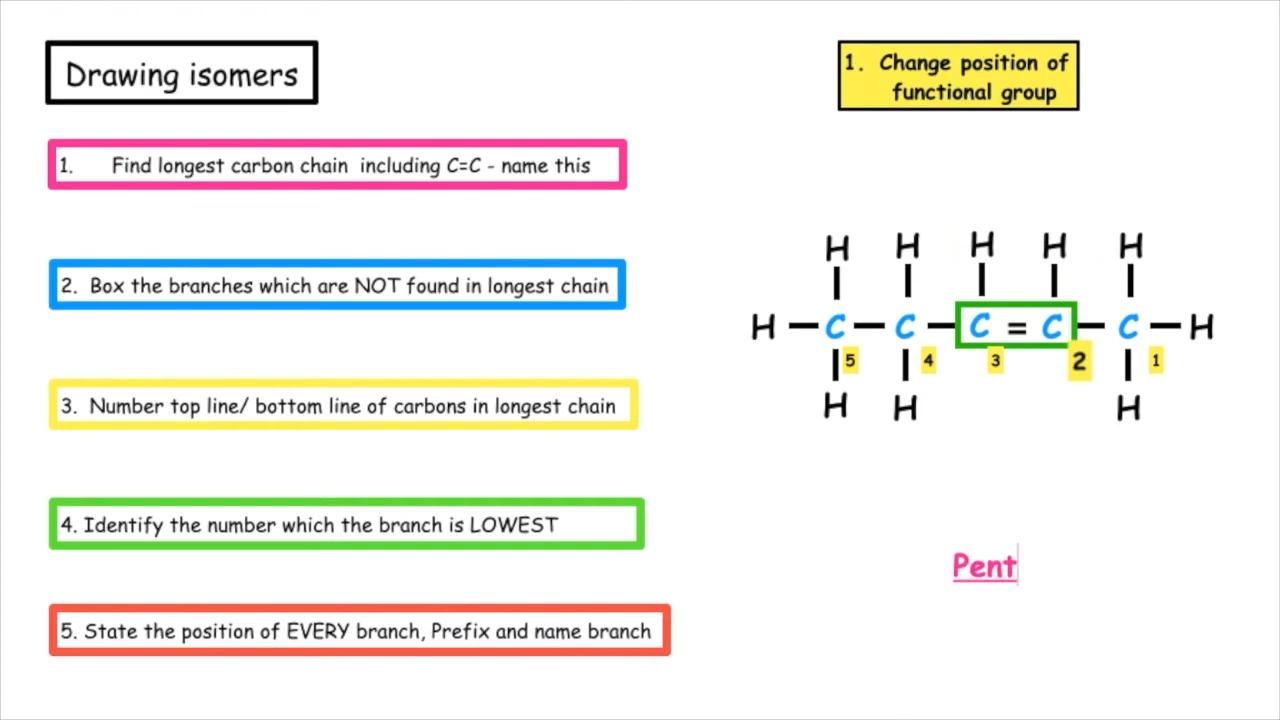 Drawing isomers
1. Change position of
functional group
1. Find longest carbon chain including C=C - name this
2. Box the branches which are NOT found in longest chain
3. Number top line/ bottom line of carbons in longest chain
4. Identify the number which the branch is LOWEST
5. State the position of EVERY branch, Prefix and name branch
H H H H H
H C C C = C C H
5 4 3 2 1
H H H
Pent